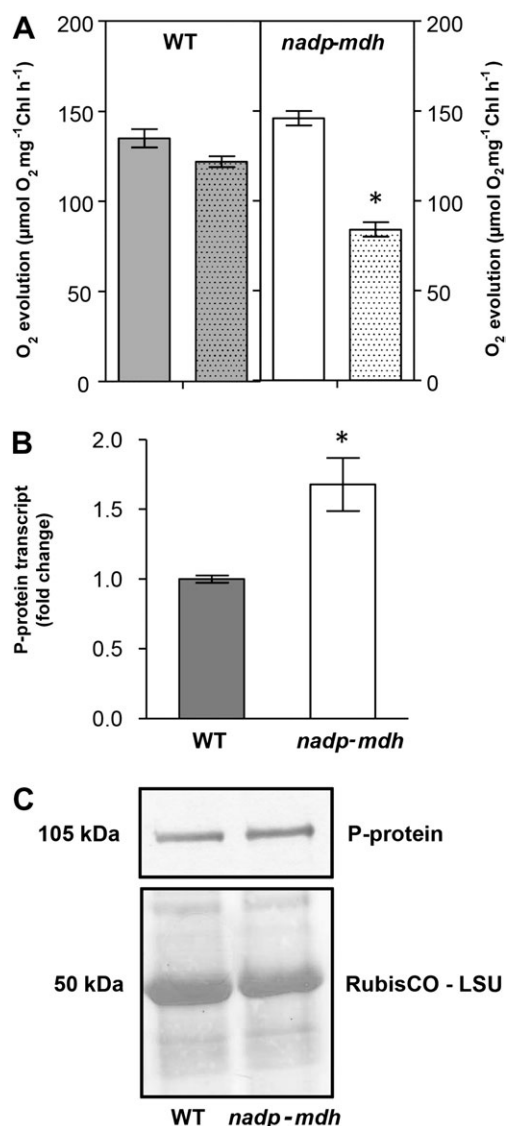 A
200
150
100
50
0
O2 evolution (µmol O2 mg-1 Chl h-1)
WT
nadp-mdh
*
200
150
100
50
0
O2 evolution (µmol O2 mg-1 Chl h-1)
B
2.0
1.5
1.0
0.5
0.0
P-protein transcript
(fold change)
*
WT
nadp-mdh
C
105 kDa
P-protein
50 kDa
RubisCO - LSU
WT
nadp-mdh